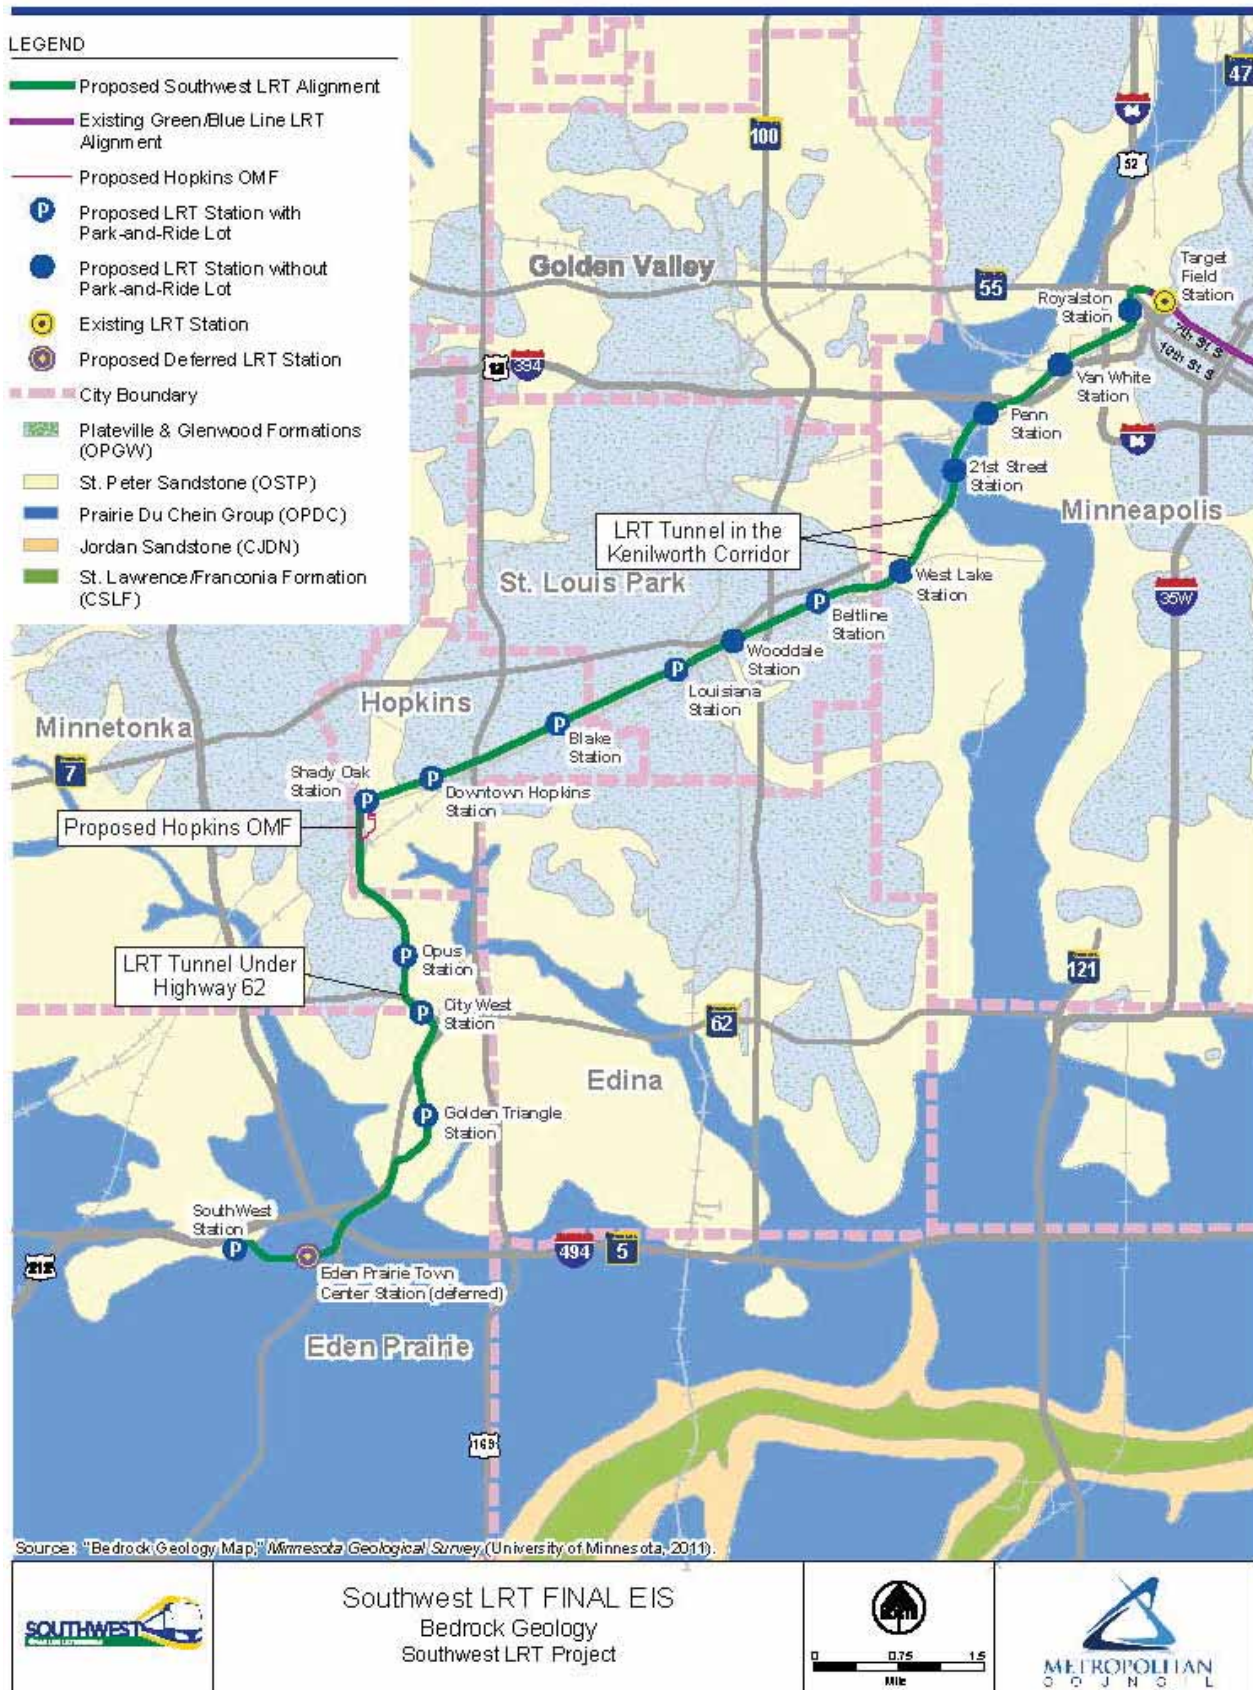 LEGEND
Proposed Southwest LRT Alignment
Existing Green/Blue Line LRT
Alignment
Proposed Hopkins OMF
P
Proposed LRT Station with
Park-and-Ride Lot
Proposed LRT Station without
Park-and-Ride Lot
Existing LRT Station
Proposed Deferred LRT Station
City Boundary
Plateville & Glenwood Formations
(OPGW)
St. Peter Sandstone (OSTP)
Prairie Du Chein Group (OPDC)
Jordan Sandstone (CJDN)
St. Lawrence/Franconia Formation
(CSLF)
47
94
100
52
Golden Valley
Target
Field
Station
55
Royalston
Station
7th St S
10th St S
12
394
Van White
Station
Penn
Station
94
21st Street
Station
Minneapolis
LRT Tunnel in the
Kenilworth Corridor
St. Louis Park
West Lake
Station
35W
P
Beltline
Station
Wooddale
Station
P
Louisiana
Station
Hopkins
Minnetonka
P
Blake
Station
7
Shady Oak
Station
P
P
Downtown Hopkins
Station
Proposed Hopkins OMF
P
Opus
Station
LRT Tunnel Under
Highway 62
121
P
City West
Station
62
Edina
P
Golden Triangle
Station
SouthWest
Station
P
494
5
212
Eden Prairie Town
Center Station (deferred)
Eden Prairie
169
Source: "Bedrock Geology Map," Minnesota Geological Survey (University of Minnesota, 2011).
SOUTHWEST
Southwest LRT FINAL EIS
Bedrock Geology
Southwest LRT Project
NORTH
0 0.75 1.5
Mile
METROPOLITAN
COUNCIL